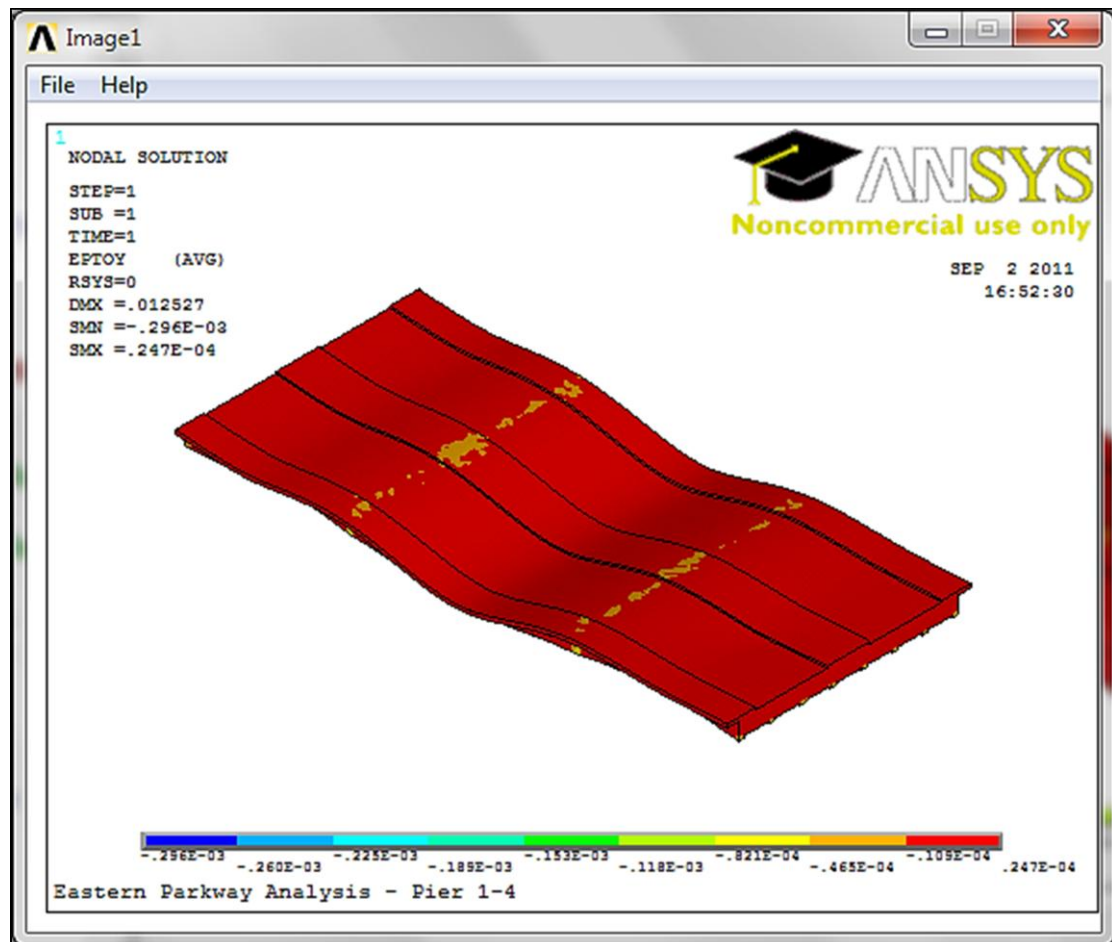 Image1
File Help
1
NODAL SOLUTION
STEP=1
SUB =1
TIME=1
EPTOY (AVG)
RSYS=0
DMX =.012527
SMN =-.296E-03
SMX =.247E-04
ANSYS
Noncommercial use only
SEP 2 2011
16:52:30
-.296E-03 -.260E-03 -.225E-03 -.189E-03 -.153E-03 -.118E-03 -.821E-04 -.465E-04 -.109E-04 .247E-04
Eastern Parkway Analysis - Pier 1-4